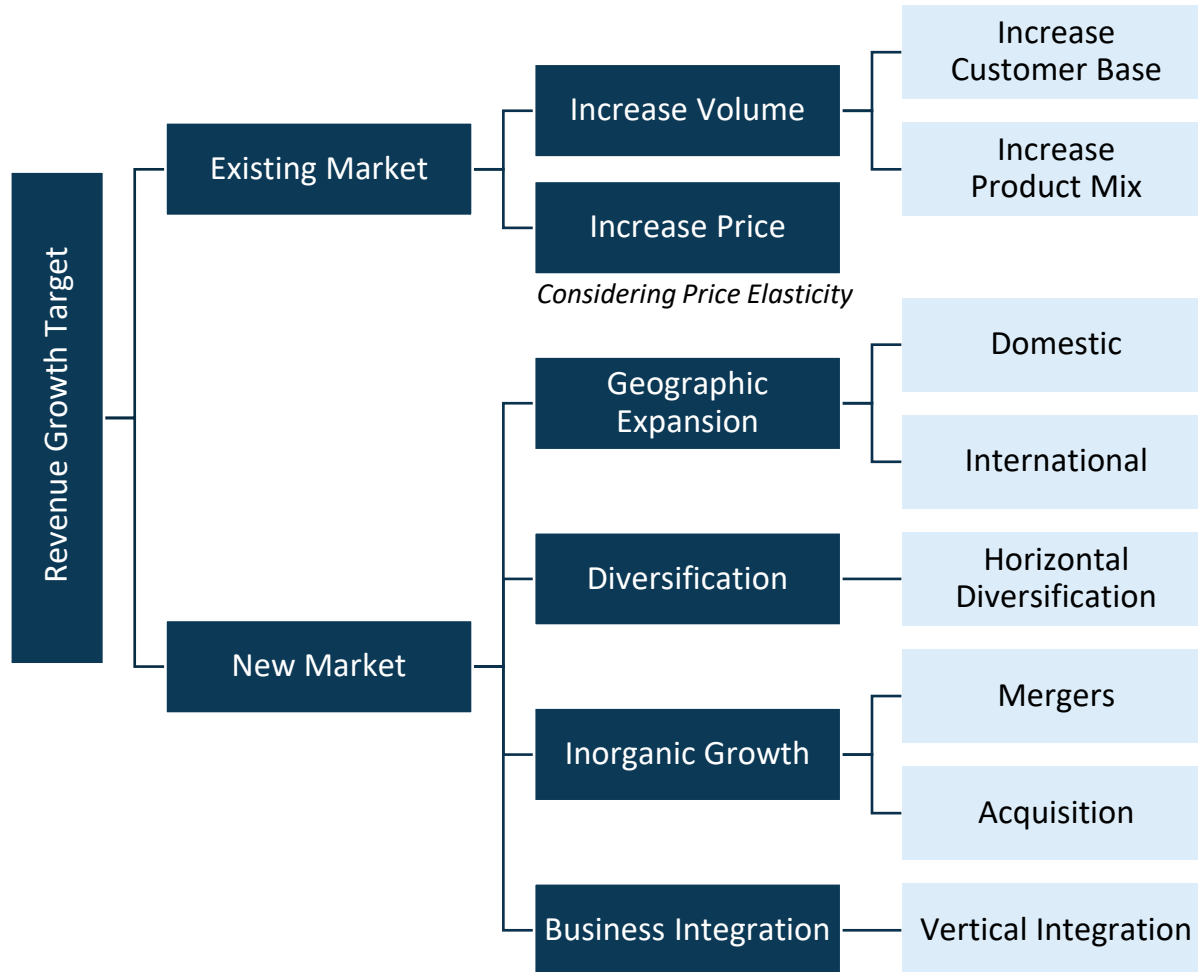 Revenue Growth Target
Existing Market
Increase Volume
Increase
Customer Base
Increase
Product Mix
Increase Price
Considering Price Elasticity
New Market
Geographic
Expansion
Domestic
International
Diversification
Horizontal
Diversification
Inorganic Growth
Mergers
Acquisition
Business Integration
Vertical Integration